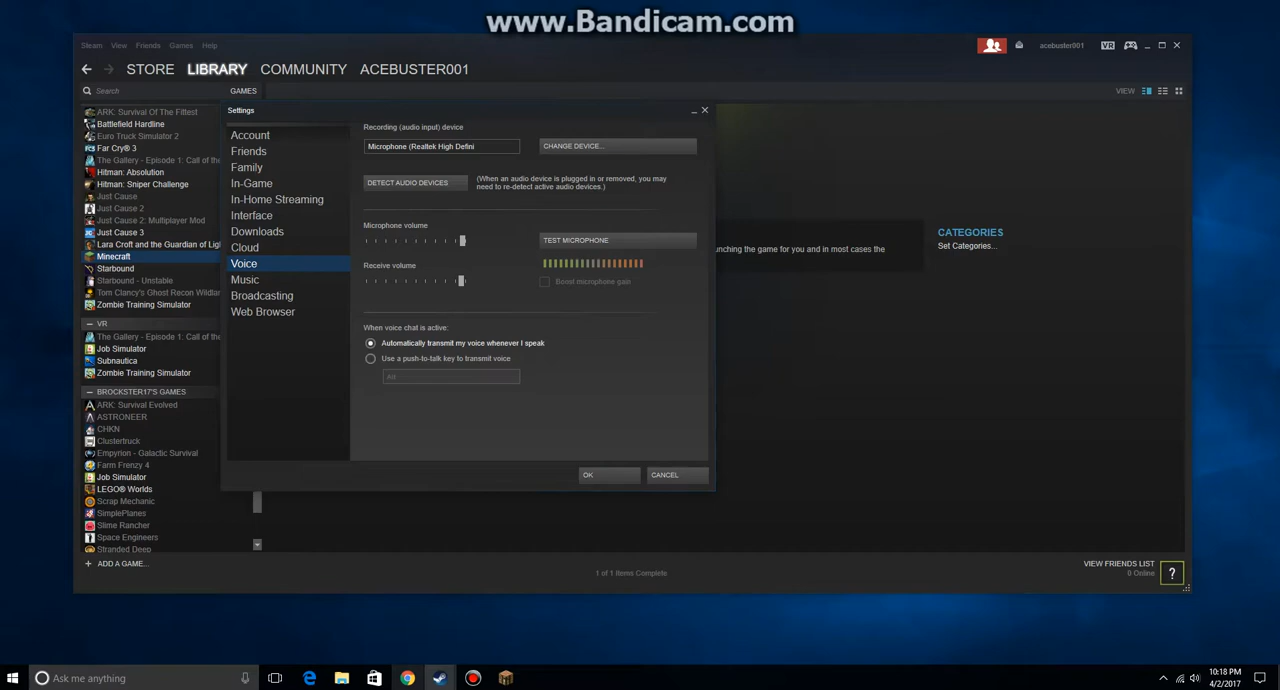 www.Bandicam.com
Steam View Friends Games Help
acebuster001
VR
STORE LIBRARY COMMUNITY ACEBUSTER001
Search
GAMES
VIEW
ARK: Survival Of The Fittest
Battlefield Hardline
Euro Truck Simulator 2
Far Cry® 3
The Gallery - Episode 1: Call of the
Hitman: Absolution
Hitman: Sniper Challenge
Just Cause
Just Cause 2
Just Cause 2: Multiplayer Mod
Just Cause 3
Lara Croft and the Guardian of Ligh
Minecraft
Starbound
Starbound - Unstable
Tom Clancy's Ghost Recon Wildlan
Zombie Training Simulator
VR
The Gallery - Episode 1: Call of the
Job Simulator
Subnautica
Zombie Training Simulator
BROCKSTER17'S GAMES
ARK: Survival Evolved
ASTRONEER
CHKN
Clustertruck
Empyrion - Galactic Survival
Farm Frenzy 4
Job Simulator
LEGO® Worlds
Scrap Mechanic
SimplePlanes
Slime Rancher
Space Engineers
Stranded Deep
+ ADD A GAME...
Settings
Account
Friends
Family
In-Game
In-Home Streaming
Interface
Downloads
Cloud
Voice
Music
Broadcasting
Web Browser
Recording (audio input) device
Microphone (Realtek High Defini
CHANGE DEVICE...
DETECT AUDIO DEVICES
(When an audio device is plugged in or removed, you may
need to re-detect active audio devices.)
Microphone volume
TEST MICROPHONE
Receive volume
Boost microphone gain
When voice chat is active:
Automatically transmit my voice whenever I speak
Use a push-to-talk key to transmit voice
Alt
OK
CANCEL
unching the game for you and in most cases the
CATEGORIES
Set Categories...
1 of 1 Items Complete
VIEW FRIENDS LIST
0 Online
?
Ask me anything
10:18 PM
4/2/2017